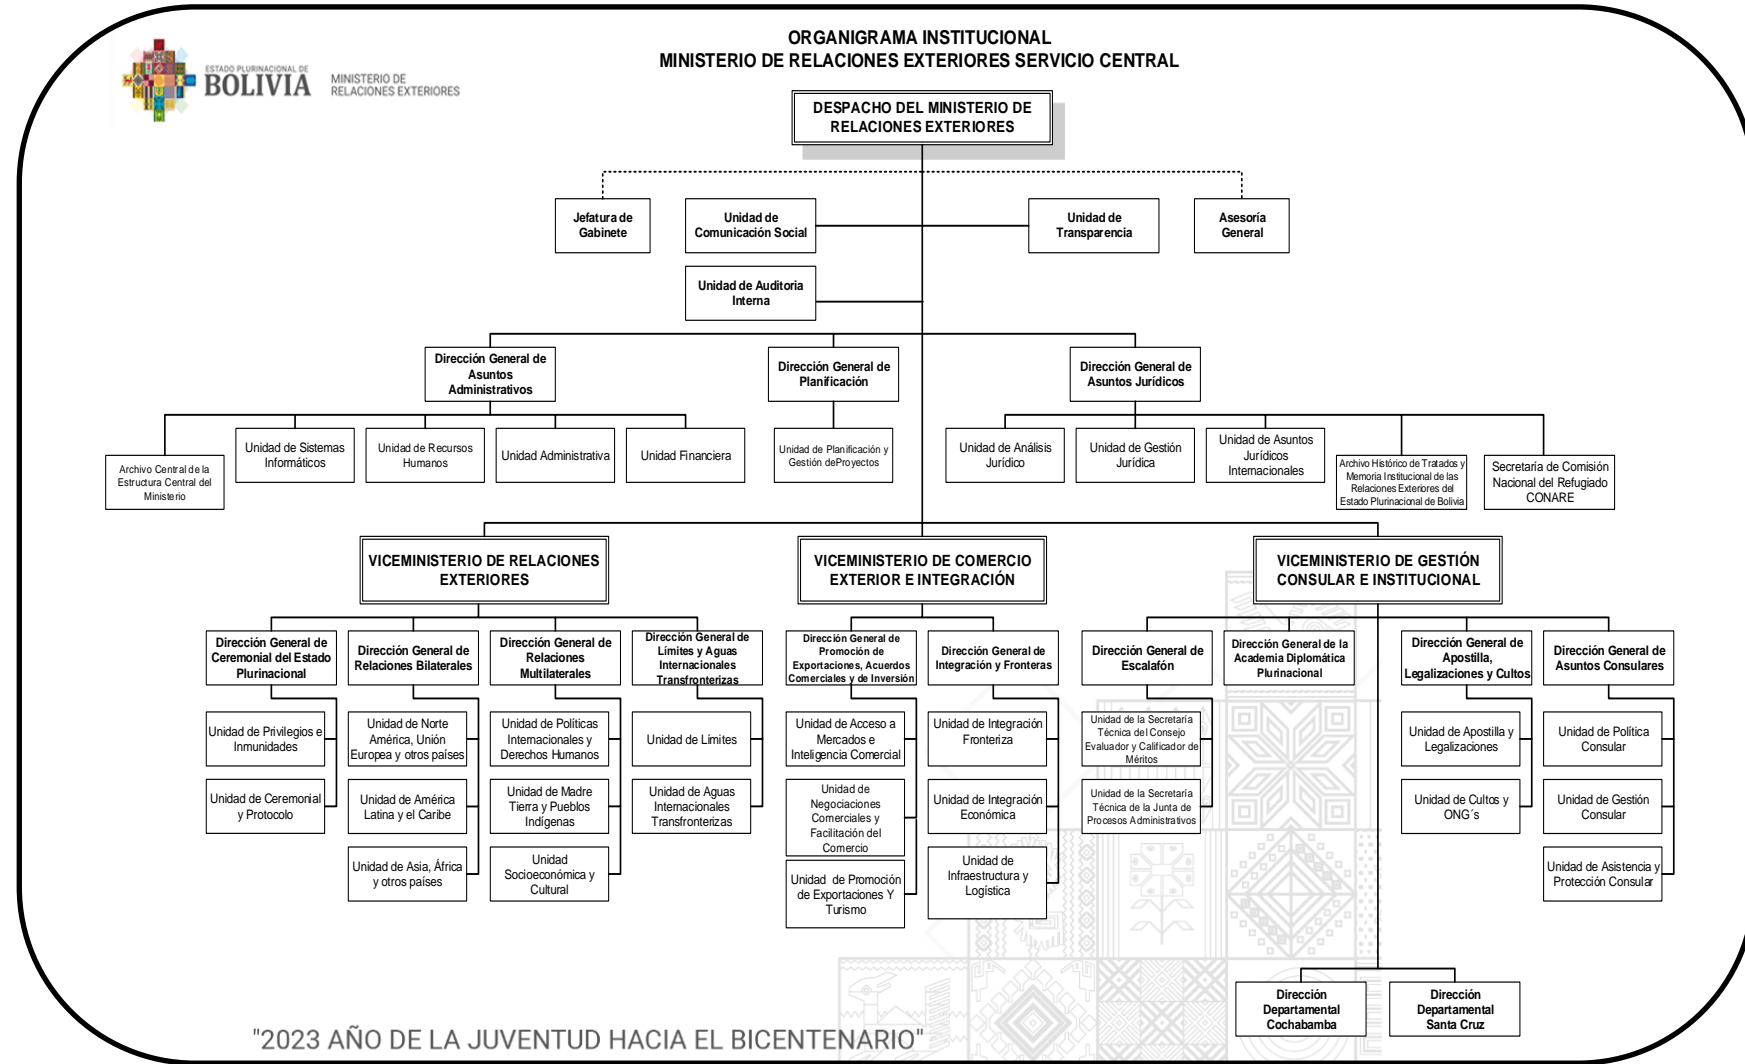 ORGANIGRAMA INSTITUCIONAL
MINISTERIO DE RELACIONES EXTERIORES SERVICIO CENTRAL
ESTADO PLURINACIONAL DE
BOLIVIA
MINISTERIO DE
RELACIONES EXTERIORES
DESPACHO DEL MINISTERIO DE
RELACIONES EXTERIORES
Jefatura de
Gabinete
Unidad de
Comunicación Social
Unidad de
Transparencia
Asesoría
General
Unidad de Auditoria
Interna
Dirección General de
Asuntos
Administrativos
Dirección General de
Planificación
Dirección General de
Asuntos Jurídicos
Archivo Central de la
Estructura Central del
Ministerio
Unidad de Sistemas
Informáticos
Unidad de Recursos
Humanos
Unidad Administrativa
Unidad Financiera
Unidad de Planificación y
Gestión deProyectos
Unidad de Análisis
Jurídico
Unidad de Gestión
Jurídica
Unidad de Asuntos
Jurídicos
Internacionales
Archivo Histórico de Tratados y
Memoria Institucional de las
Relaciones Exteriores del
Estado Plurinacional de Bolivia
Secretaría de Comisión
Nacional del Refugiado
CONARE
VICEMINISTERIO DE RELACIONES
EXTERIORES
VICEMINISTERIO DE COMERCIO
EXTERIOR E INTEGRACIÓN
VICEMINISTERIO DE GESTIÓN
CONSULAR E INSTITUCIONAL
Dirección General de
Ceremonial del Estado
Plurinacional
Dirección General de
Relaciones Bilaterales
Dirección General de
Relaciones
Multilaterales
Dirección General de
Límites y Aguas
Internacionales
Transfronterizas
Dirección General de
Promoción de
Exportaciones, Acuerdos
Comerciales y de Inversión
Dirección General de
Integración y Fronteras
Dirección General de
Escalafón
Dirección General de la
Academia Diplomática
Plurinacional
Dirección General de
Apostilla,
Legalizaciones y Cultos
Dirección General de
Asuntos Consulares
Unidad de Privilegios e
Inmunidades
Unidad de Norte
América, Unión
Europea y otros países
Unidad de Políticas
Internacionales y
Derechos Humanos
Unidad de Límites
Unidad de Acceso a
Mercados e
Inteligencia Comercial
Unidad de Integración
Fronteriza
Unidad de la Secretaría
Técnica del Consejo
Evaluador y Calificador de
Méritos
Unidad de Apostilla y
Legalizaciones
Unidad de Política
Consular
Unidad de Ceremonial
y Protocolo
Unidad de América
Latina y el Caribe
Unidad de Madre
Tierra y Pueblos
Indígenas
Unidad de Aguas
Internacionales
Transfronterizas
Unidad de
Negociaciones
Comerciales y
Facilitación del
Comercio
Unidad de Integración
Económica
Unidad de la Secretaría
Técnica de la Junta de
Procesos Administrativos
Unidad de Cultos y
ONG´s
Unidad de Gestión
Consular
Unidad de Asia, África
y otros países
Unidad
Socioeconómica y
Cultural
Unidad de Promoción
de Exportaciones Y
Turismo
Unidad de
Infraestructura y
Logística
Unidad de Asistencia y
Protección Consular
Dirección
Departamental
Cochabamba
Dirección
Departamental
Santa Cruz
"2023 AÑO DE LA JUVENTUD HACIA EL BICENTENARIO"